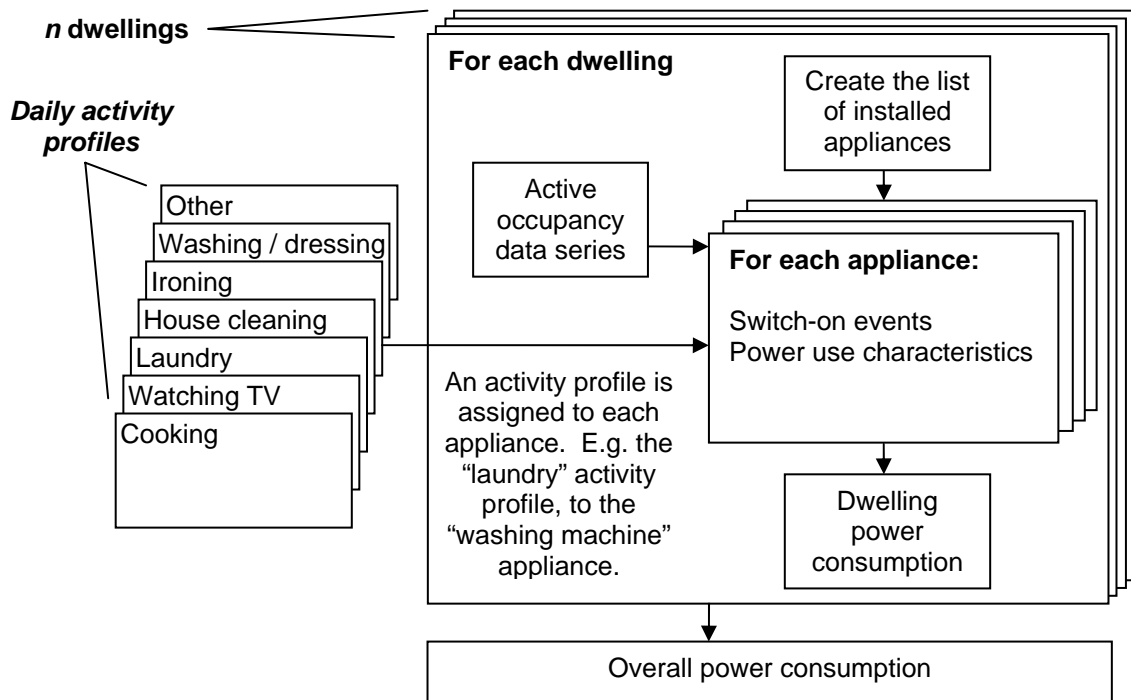 n dwellings
Daily activity
profiles
Other
Washing / dressing
Ironing
House cleaning
Laundry
Watching TV
Cooking
For each dwelling
Create the list
of installed
appliances
Active
occupancy
data series
For each appliance:
Switch-on events
Power use characteristics
An activity profile is
assigned to each
appliance.  E.g. the
“laundry” activity
profile, to the
“washing machine”
appliance.
Dwelling
power
consumption
Overall power consumption